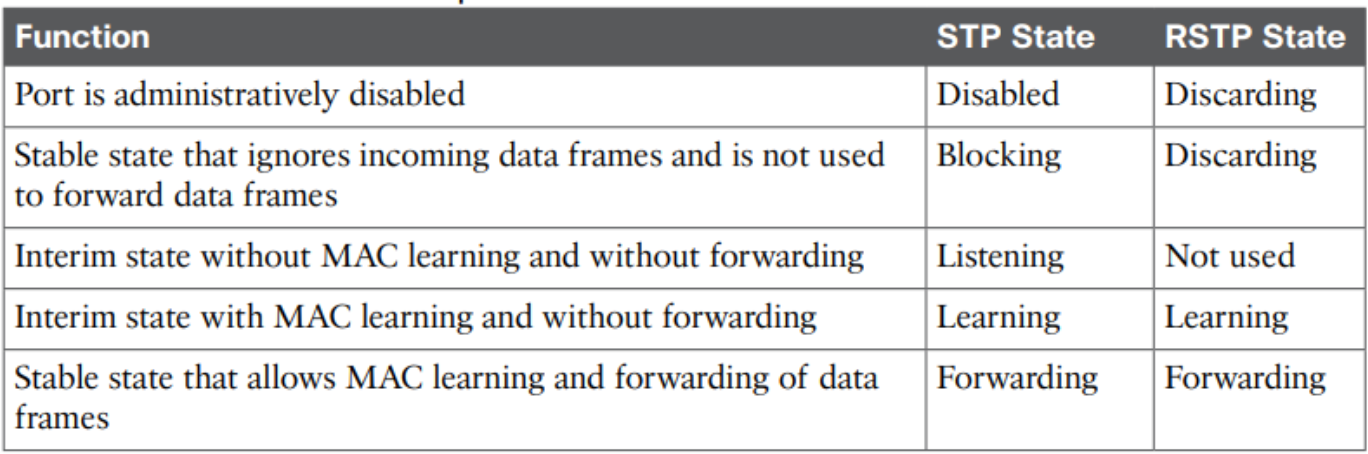 Function STP State RSTP State
Port is administratively disabled Disabled Discarding
Stable state that ignores incoming data frames and is not used Blocking Discarding
to forward data frames
Interim state without MAC learning and without forwarding Listening Not used
Interim state with MAC learning and without forwarding Learning Learning
Stable state that allows MAC learning and forwarding of data Forwarding Forwarding
frames